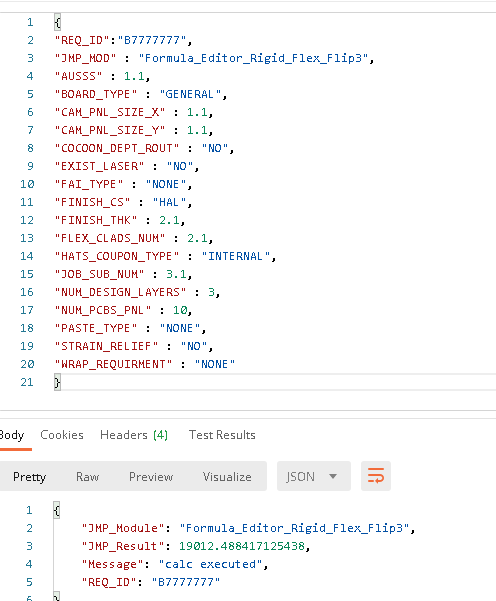 1 {
2 "REQ_ID":"B7777777",
3 "JMP_MOD" : "Formula_Editor_Rigid_Flex_Flip3",
4 "AUSSS" : 1.1,
5 "BOARD_TYPE" : "GENERAL",
6 "CAM_PNL_SIZE_X" : 1.1,
7 "CAM_PNL_SIZE_Y" : 1.1,
8 "COCOON_DEPT_ROUT" : "NO",
9 "EXIST_LASER" : "NO",
10 "FAI_TYPE" : "NONE",
11 "FINISH_CS" : "HAL",
12 "FINISH_THK" : 2.1,
13 "FLEX_CLADS_NUM" : 2.1,
14 "HATS_COUPON_TYPE" : "INTERNAL",
15 "JOB_SUB_NUM" : 3.1,
16 "NUM_DESIGN_LAYERS" : 3,
17 "NUM_PCBS_PNL" : 10,
18 "PASTE_TYPE" : "NONE",
19 "STRAIN_RELIEF" : "NO",
20 "WRAP_REQUIRMENT" : "NONE"
21 }
Body Cookies Headers (4) Test Results
Pretty Raw Preview Visualize JSON
1 {
2 "JMP_Module": "Formula_Editor_Rigid_Flex_Flip3",
3 "JMP_Result": 19012.488417125438,
4 "Message": "calc executed",
5 "REQ_ID": "B7777777"
6 }